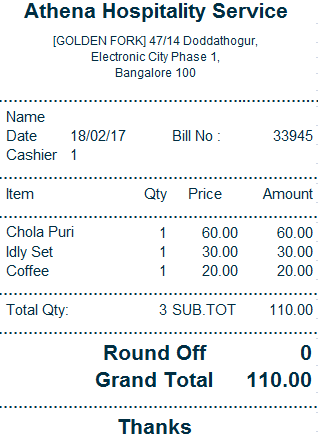 Athena Hospitality Service
[GOLDEN FORK] 47/14 Doddathogur,
Electronic City Phase 1,
Bangalore 100
Name
Date 18/02/17 Bill No : 33945
Cashier 1
Item Qty Price Amount
Chola Puri 1 60.00 60.00
Idly Set 1 30.00 30.00
Coffee 1 20.00 20.00
Total Qty: 3 SUB.TOT 110.00
Round Off 0
Grand Total 110.00
Thanks